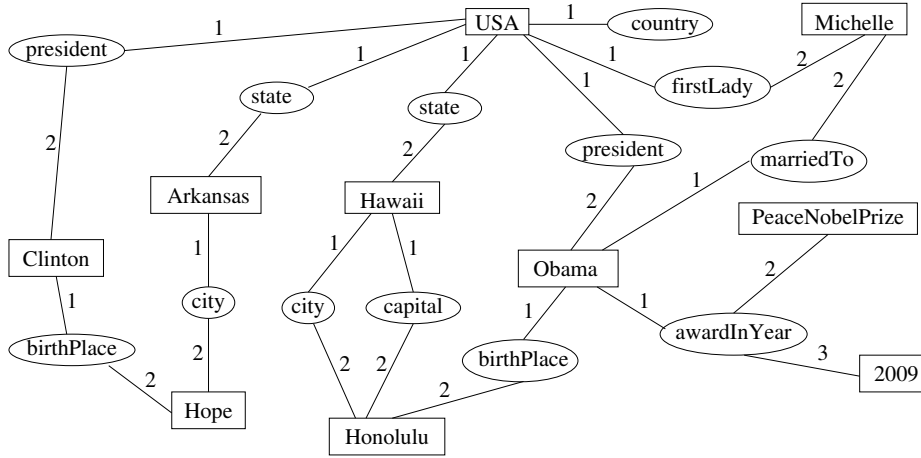 USA
1
country
Michelle
president
1
1
1
1
1
2
firstLady
2
state
state
2
2
2
president
marriedTo
1
Arkansas
Hawaii
2
PeaceNobelPrize
Clinton
1
1
1
Obama
2
1
city
city
capital
1
1
awardInYear
birthPlace
2
2
2
birthPlace
3
2
2
2009
Hope
Honolulu